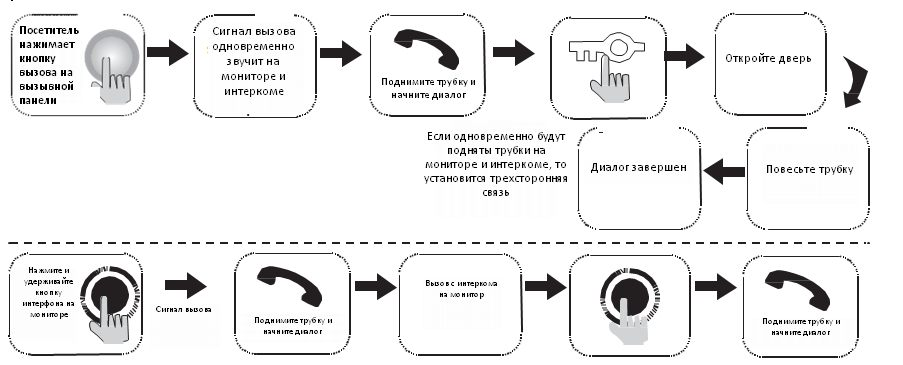 Посетитель
нажимает
кнопку
вызова на
вызывной
панели
Сигнал вызова
одновременно
звучит на
мониторе и
интеркоме
Поднимите трубку и
начните диалог
Откройте дверь
Если одновременно будут
подняты трубки на
мониторе и интеркоме, то
установится трехсторонняя
связь
Диалог завершен
Повесьте трубку
Нажмите и
удерживайте
кнопку
интерфона на
мониторе
Сигнал вызова
Поднимите трубку и
начните диалог
Вызов с интеркома
на монитор
Поднимите трубку и
начните диалог